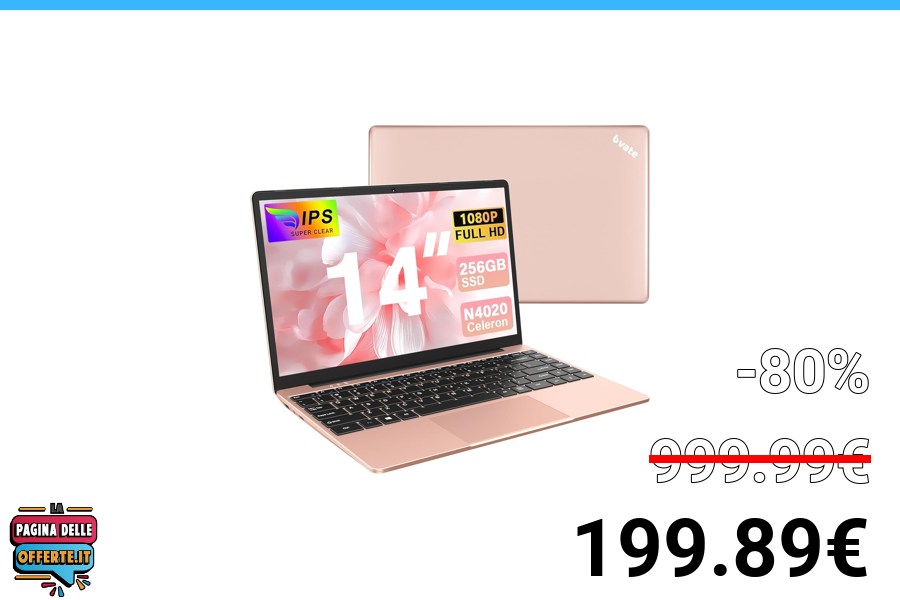 bvate
IPS
SUPER CLEAR
1080P
FULL HD
14"
256GB
SSD
N4020
Celeron
-80%
999.99€
199.89€
LA
PAGINA DELLE
OFFERTE.IT